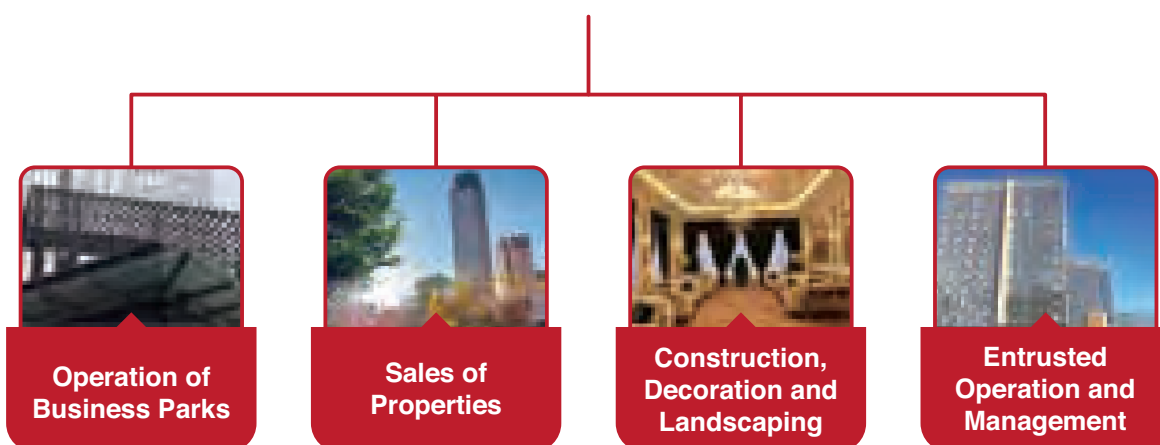 Operation of
Business Parks
Sales of
Properties
Construction,
Decoration and
Landscaping
Entrusted
Operation and
Management